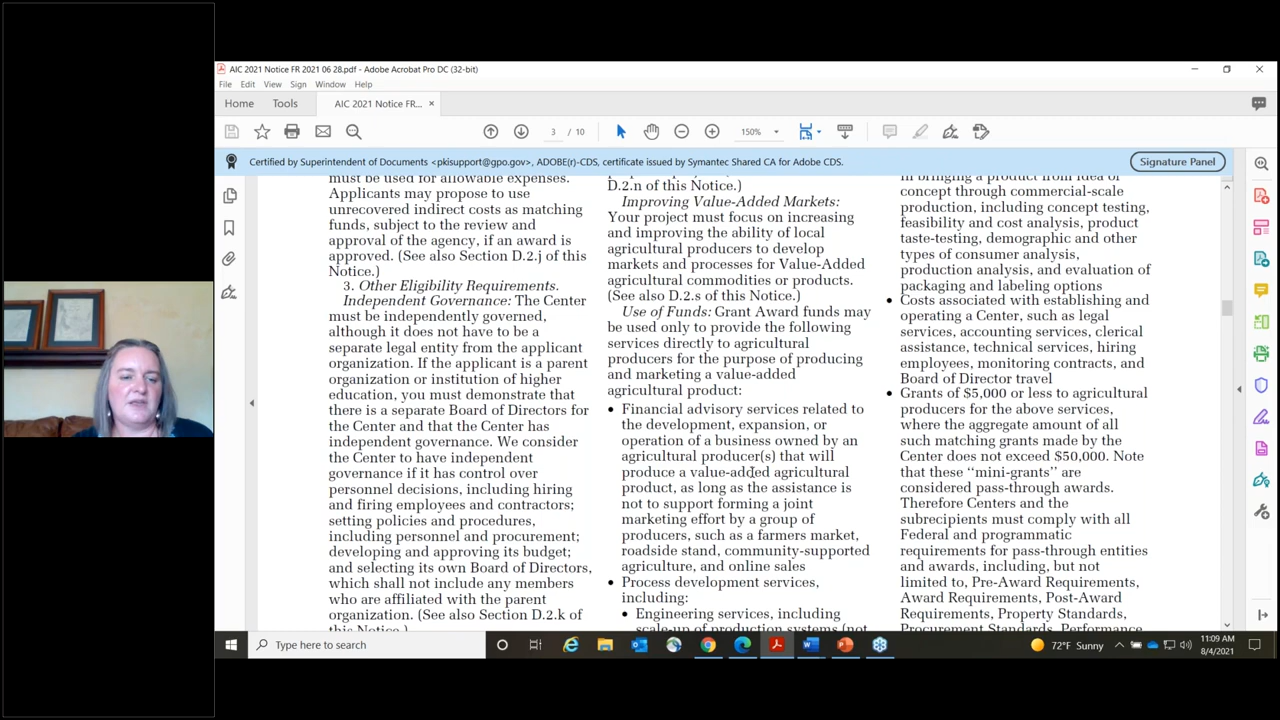 AIC 2021 Notice FR 2021 06 28.pdf - Adobe Acrobat Pro DC (32-bit)
File Edit View Sign Window Help
Home Tools AIC 2021 Notice FR... ×
3 / 10 150%
Certified by Superintendent of Documents <pkisupport@gpo.gov>, ADOBE(r)-CDS, certificate issued by Symantec Shared CA for Adobe CDS.
Signature Panel
must be used for allowable expenses.
Applicants may propose to use
unrecovered indirect costs as matching
funds, subject to the review and
approval of the agency, if an award is
approved. (See also Section D.2.j of this
Notice.)
3. Other Eligibility Requirements.
Independent Governance: The Center
must be independently governed,
although it does not have to be a
separate legal entity from the applicant
organization. If the applicant is a parent
organization or institution of higher
education, you must demonstrate that
there is a separate Board of Directors for
the Center and that the Center has
independent governance. We consider
the Center to have independent
governance if it has control over
personnel decisions, including hiring
and firing employees and contractors;
setting policies and procedures,
including personnel and procurement;
developing and approving its budget;
and selecting its own Board of Directors,
which shall not include any members
who are affiliated with the parent
organization. (See also Section D.2.k of
this Notice.)
D.2.n of this Notice.)
Improving Value-Added Markets:
Your project must focus on increasing
and improving the ability of local
agricultural producers to develop
markets and processes for Value-Added
agricultural commodities or products.
(See also D.2.s of this Notice.)
Use of Funds: Grant Award funds may
be used only to provide the following
services directly to agricultural
producers for the purpose of producing
and marketing a value-added
agricultural product:
• Financial advisory services related to
the development, expansion, or
operation of a business owned by an
agricultural producer(s) that will
produce a value-added agricultural
product, as long as the assistance is
not to support forming a joint
marketing effort by a group of
producers, such as a farmers market,
roadside stand, community-supported
agriculture, and online sales
• Process development services,
including:
• Engineering services, including
scale-up of production systems (not
in bringing a product from idea or
concept through commercial-scale
production, including concept testing,
feasibility and cost analysis, product
taste-testing, demographic and other
types of consumer analysis,
production analysis, and evaluation of
packaging and labeling options
• Costs associated with establishing and
operating a Center, such as legal
services, accounting services, clerical
assistance, technical services, hiring
employees, monitoring contracts, and
Board of Director travel
• Grants of $5,000 or less to agricultural
producers for the above services,
where the aggregate amount of all
such matching grants made by the
Center does not exceed $50,000. Note
that these ‘‘mini-grants’’ are
considered pass-through awards.
Therefore Centers and the
subrecipients must comply with all
Federal and programmatic
requirements for pass-through entities
and awards, including, but not
limited to, Pre-Award Requirements,
Award Requirements, Post-Award
Requirements, Property Standards,
Procurement Standards, Performance
Type here to search
72°F Sunny
11:09 AM
8/4/2021